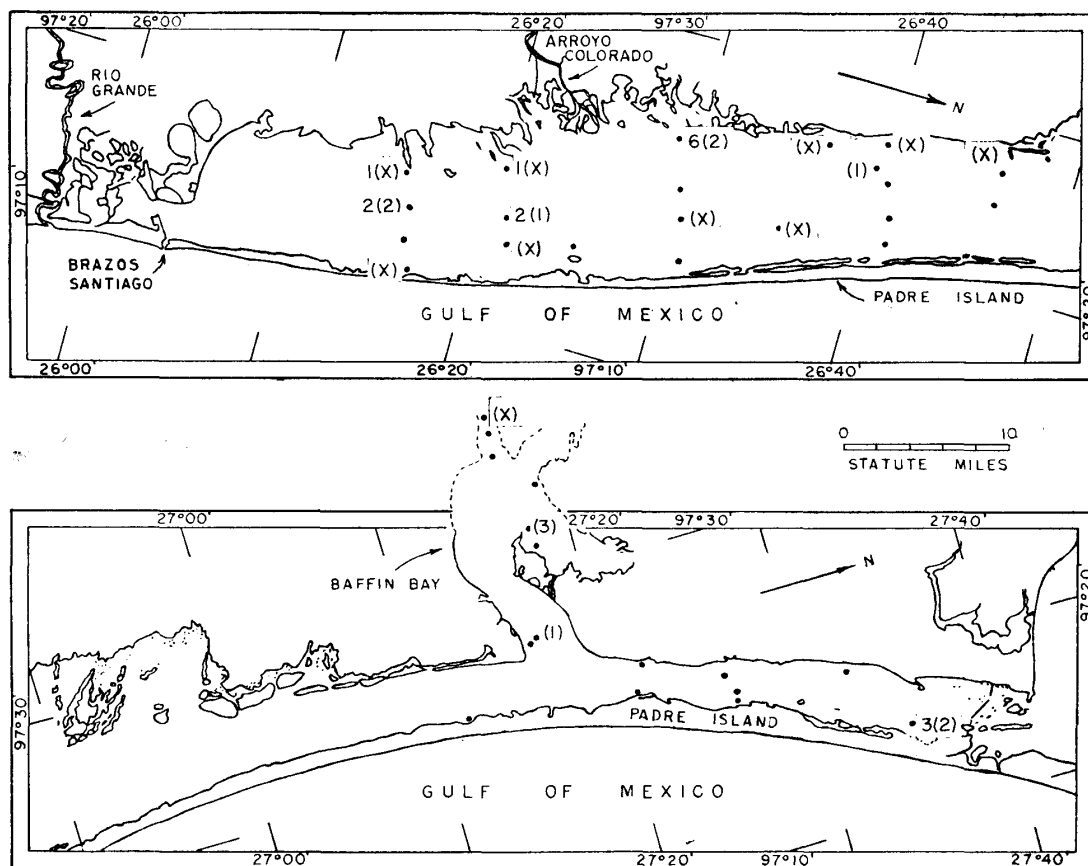 97°20' 26°00' 26°20' 97°30' 26°40'
ARROYO
COLORADO
RIO
GRANDE
N
6(2)
(X) (X) (X)
1(X) 1(X) (1)
97°10'
2(2) 2(1) (X) (X)
(X)
(X)
BRAZOS
SANTIAGO
PADRE ISLAND
GULF OF MEXICO
26°00' 26°20' 97°10' 26°40'
(X)
0 10
STATUTE MILES
27°00' 27°20' 97°30' 27°40'
(3)
N
BAFFIN BAY
97°20'
(1)
97°30'
PADRE ISLAND
3(2)
GULF OF MEXICO
27°00' 27°20' 97°10' 27°40'